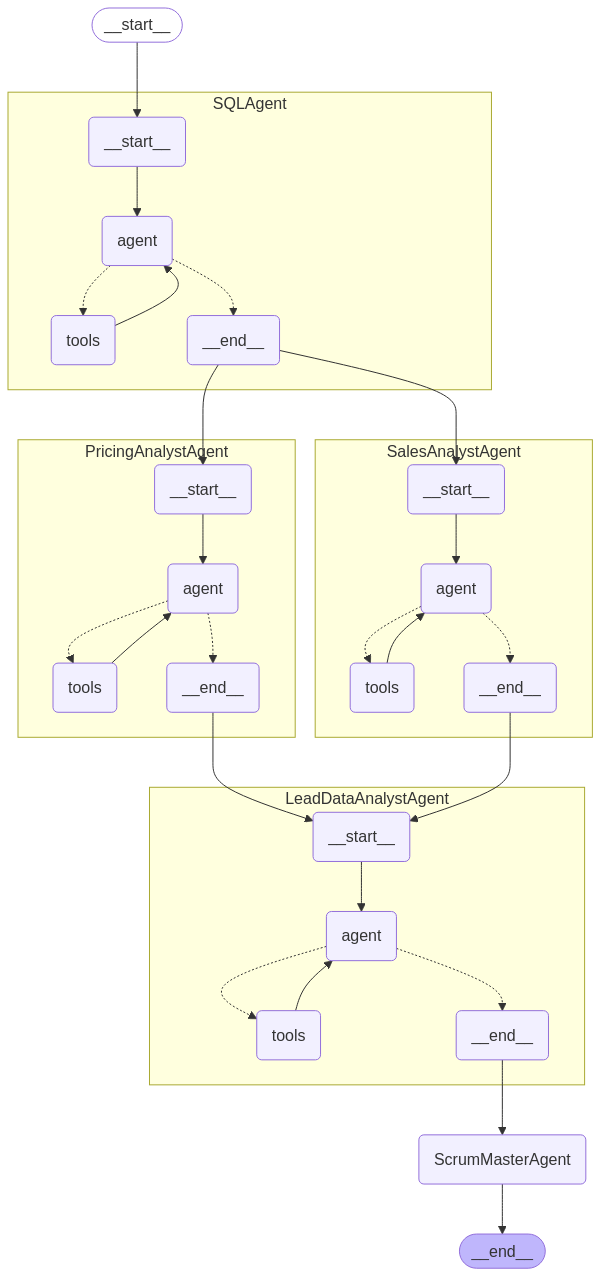 __start__
SQLAgent
__start__
agent
tools
__end__
PricingAnalystAgent
SalesAnalystAgent
__start__
__start__
agent
agent
tools
__end__
tools
__end__
LeadDataAnalystAgent
__start__
agent
tools
__end__
ScrumMasterAgent
__end__